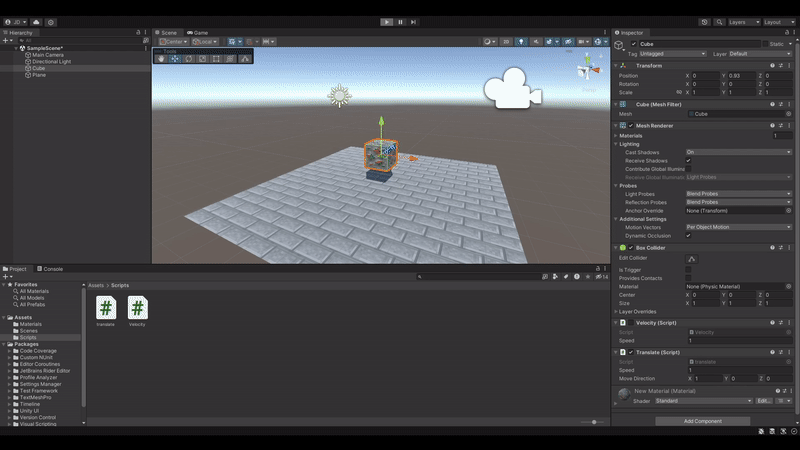 JD
Layers
Layout
Hierarchy
All
SampleScene*
Main Camera
Directional Light
Cube
Plane
Scene
Game
Center
Local
2D
Tools
Persp
Inspector
Cube
Static
Tag Untagged
Layer Default
Transform
Position X 0 Y 0.83 Z 0
Rotation X 0 Y 0 Z 0
Scale X 1 Y 1 Z 1
Cube (Mesh Filter)
Mesh Cube
Mesh Renderer
Materials 1
Lighting
Cast Shadows On
Receive Shadows
Contribute Global Illumina
Receive Global Illuminati Light Probes
Probes
Light Probes Blend Probes
Reflection Probes Blend Probes
Anchor Override None (Transform)
Additional Settings
Motion Vectors Per Object Motion
Dynamic Occlusion
Box Collider
Edit Collider
Is Trigger
Provides Contacts
Material None (Physic Material)
Center X 0 Y 0 Z 0
Size X 1 Y 1 Z 1
Layer Overrides
Velocity (Script)
Script Velocity
Speed 1
Translate (Script)
Script translate
Speed 1
Move Direction X 1 Y 0 Z 0
New Material (Material)
Shader Standard Edit...
Add Component
Project
Console
14
Favorites
All Materials
All Models
All Prefabs
Assets
Materials
Scenes
Scripts
Packages
Code Coverage
Custom NUnit
Editor Coroutines
JetBrains Rider Editor
Profile Analyzer
Settings Manager
Test Framework
TextMeshPro
Timeline
Unity UI
Version Control
Visual Scripting
Assets > Scripts
#
#
translate
Velocity